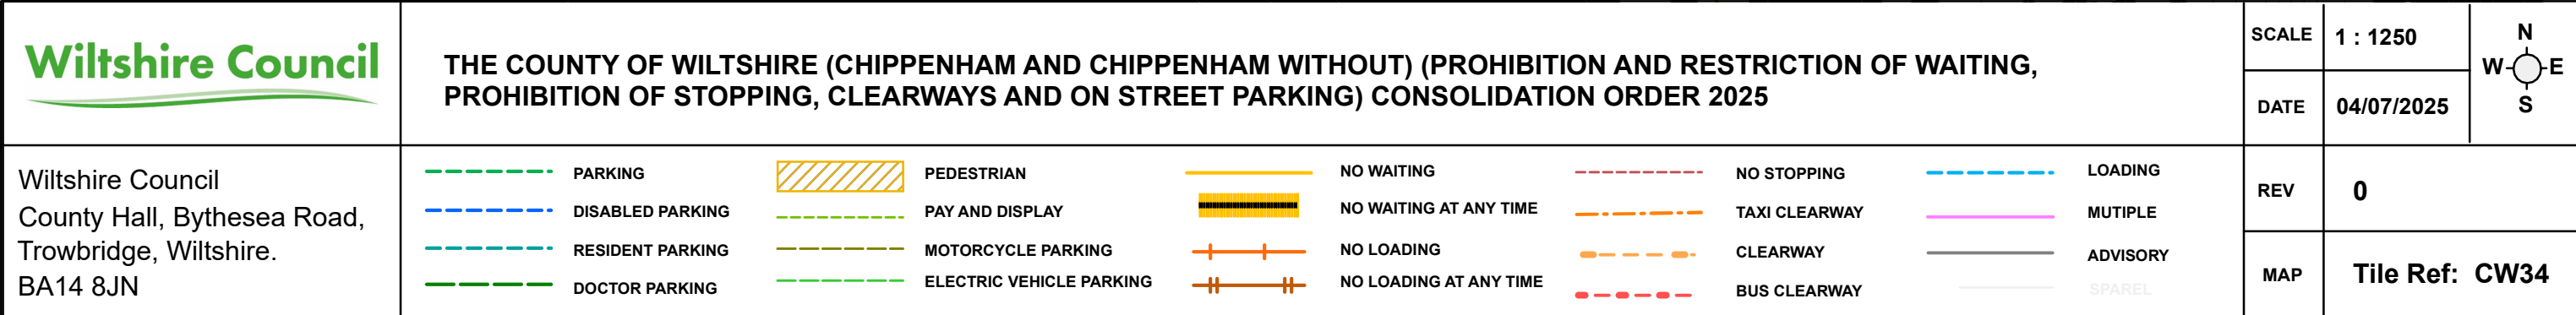 Wiltshire Council
THE COUNTY OF WILTSHIRE (CHIPPENHAM AND CHIPPENHAM WITHOUT) (PROHIBITION AND RESTRICTION OF WAITING,
PROHIBITION OF STOPPING, CLEARWAYS AND ON STREET PARKING) CONSOLIDATION ORDER 2025
SCALE 1 : 1250
DATE 04/07/2025
N
W E
S
Wiltshire Council
County Hall, Bythesea Road,
Trowbridge, Wiltshire.
BA14 8JN
PARKING
DISABLED PARKING
RESIDENT PARKING
DOCTOR PARKING
PEDESTRIAN
PAY AND DISPLAY
MOTORCYCLE PARKING
ELECTRIC VEHICLE PARKING
NO WAITING
NO WAITING AT ANY TIME
NO LOADING
NO LOADING AT ANY TIME
NO STOPPING
TAXI CLEARWAY
CLEARWAY
BUS CLEARWAY
LOADING
MUTIPLE
ADVISORY
SPAREL
REV 0
MAP Tile Ref: CW34